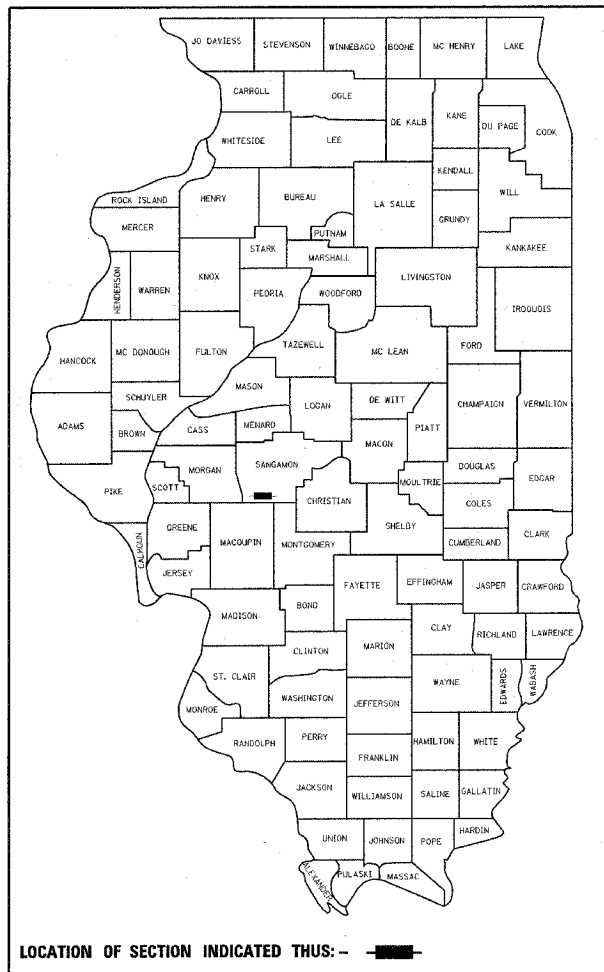 JO DAVIESS
STEVENSON
WINNEBAGO
BOONE
MC HENRY
LAKE
CARROLL
OGLE
DE KALB
KANE
DU PAGE
COOK
WHITESIDE
LEE
KENDALL
WILL
ROCK ISLAND
HENRY
BUREAU
LA SALLE
GRUNDY
MERCER
PUTNAM
STARK
MARSHALL
KANKAKEE
HENDERSON
WARREN
KNOX
PEORIA
WOODFORD
LIVINGSTON
IROQUOIS
HANCOCK
MC DONOUGH
FULTON
TAZEWELL
MC LEAN
FORD
SCHUYLER
MASON
LOGAN
DE WITT
CHAMPAIGN
VERMILION
ADAMS
BROWN
CASS
MENARD
MACON
PIATT
PIKE
SCOTT
MORGAN
SANGAMON
CHRISTIAN
MOULTRIE
DOUGLAS
EDGAR
COLES
CALHOUN
GREENE
MACOUPIN
MONTGOMERY
SHELBY
CUMBERLAND
CLARK
JERSEY
FAYETTE
EFFINGHAM
JASPER
CRAWFORD
MADISON
BOND
CLAY
RICHLAND
LAWRENCE
CLINTON
MARION
ST. CLAIR
WAYNE
EDWARDS
WABASH
MONROE
WASHINGTON
JEFFERSON
RANDOLPH
PERRY
HAMILTON
WHITE
FRANKLIN
JACKSON
WILLIAMSON
SALINE
GALLATIN
UNION
JOHNSON
POPE
HARDIN
ALEXANDER
PULASKI
MASSAC
LOCATION OF SECTION INDICATED THUS: -